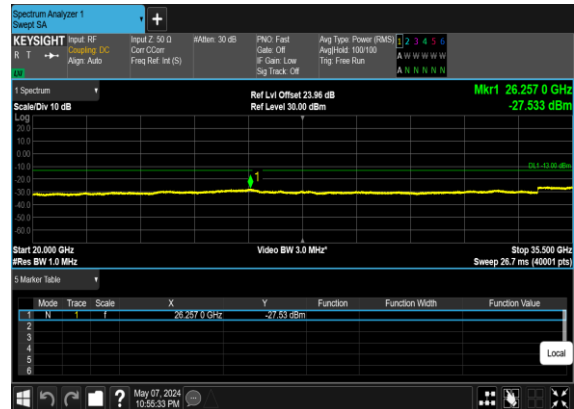 Spectrum Analyzer 1
Swept SA
+
KEYSIGHT Input: RF Input Z: 50 Ω #Atten: 30 dB PNO: Fast Avg Type: Power (RMS) 1 2 3 4 5 6
R T Coupling: DC Corr CCorr Gate: Off Avg|Hold: 100/100 A W W W W W
Align: Auto Freq Ref: Int (S) IF Gain: Low Trig: Free Run
Sig Track: Off A N N N N N
1 Spectrum
Ref Lvl Offset 23.96 dB Mkr1 26.257 0 GHz
Scale/Div 10 dB Ref Level 30.00 dBm -27.533 dBm
Log
20.0
10.0
0.00
-10.0
DL1 -13.00 dBm
-20.0
1
-30.0
-40.0
-50.0
-60.0
Start 20.000 GHz Video BW 3.0 MHz* Stop 35.500 GHz
#Res BW 1.0 MHz Sweep 26.7 ms (40001 pts)
5 Marker Table
Mode Trace Scale X Y Function Function Width Function Value
1 N 1 f 26.257 0 GHz -27.53 dBm
2
3
4
5
6
Local
? May 07, 2024
10:55:33 PM